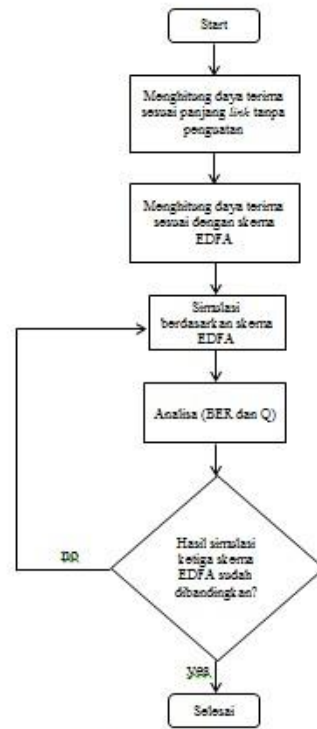 Start
Menghitung daya terima
sesuai panjang link tanpa
penguatan
Menghitung daya terima
sesuai dengan skema
EDFA
Simulasi
berdasarkan skema
EDFA
Analisa (BER dan Q)
Hasil simulasi
ketiga skema
EDFA sudah
dibandingkan?
no
yes
Selesai